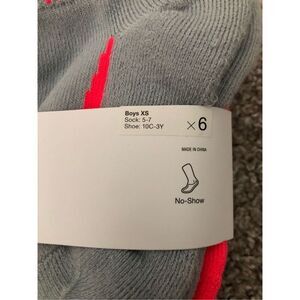 Boys XS
Sock: 5-7
Shoe: 10C-3Y
×6
MADE IN CHINA
No-Show